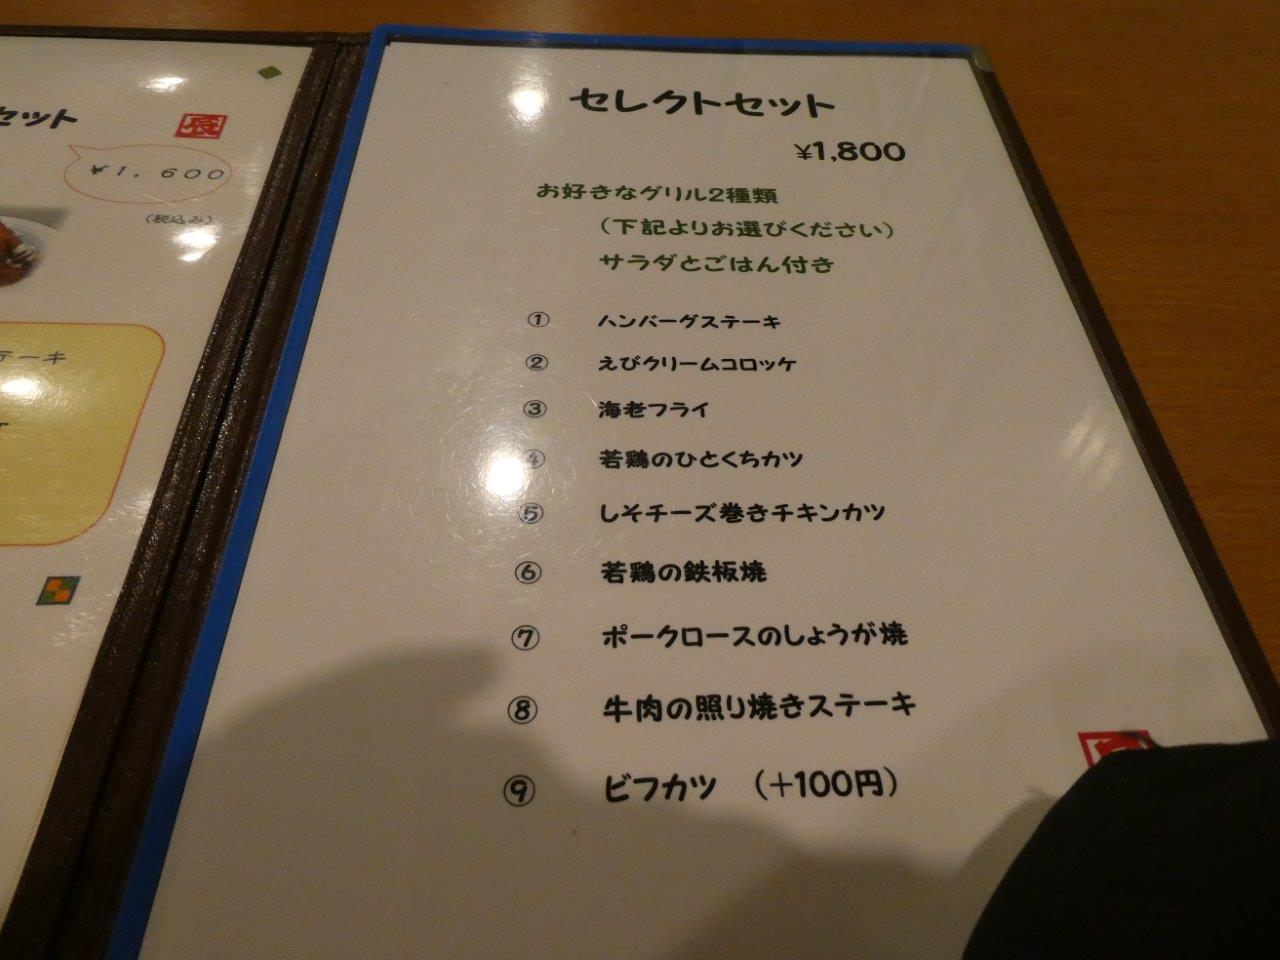 セット
¥1,600
(税込み)
テーキ
セレクトセット
¥1,800
お好きなグリル2種類
(下記よりお選びください)
サラダとごはん付き
① ハンバーグステーキ
② えびクリームコロッケ
③ 海老フライ
④ 若鶏のひとくちカツ
⑤ しそチーズ巻きチキンカツ
⑥ 若鶏の鉄板焼
⑦ ポークロースのしょうが焼
⑧ 牛肉の照り焼きステーキ
⑨ ビフカツ (+100円)